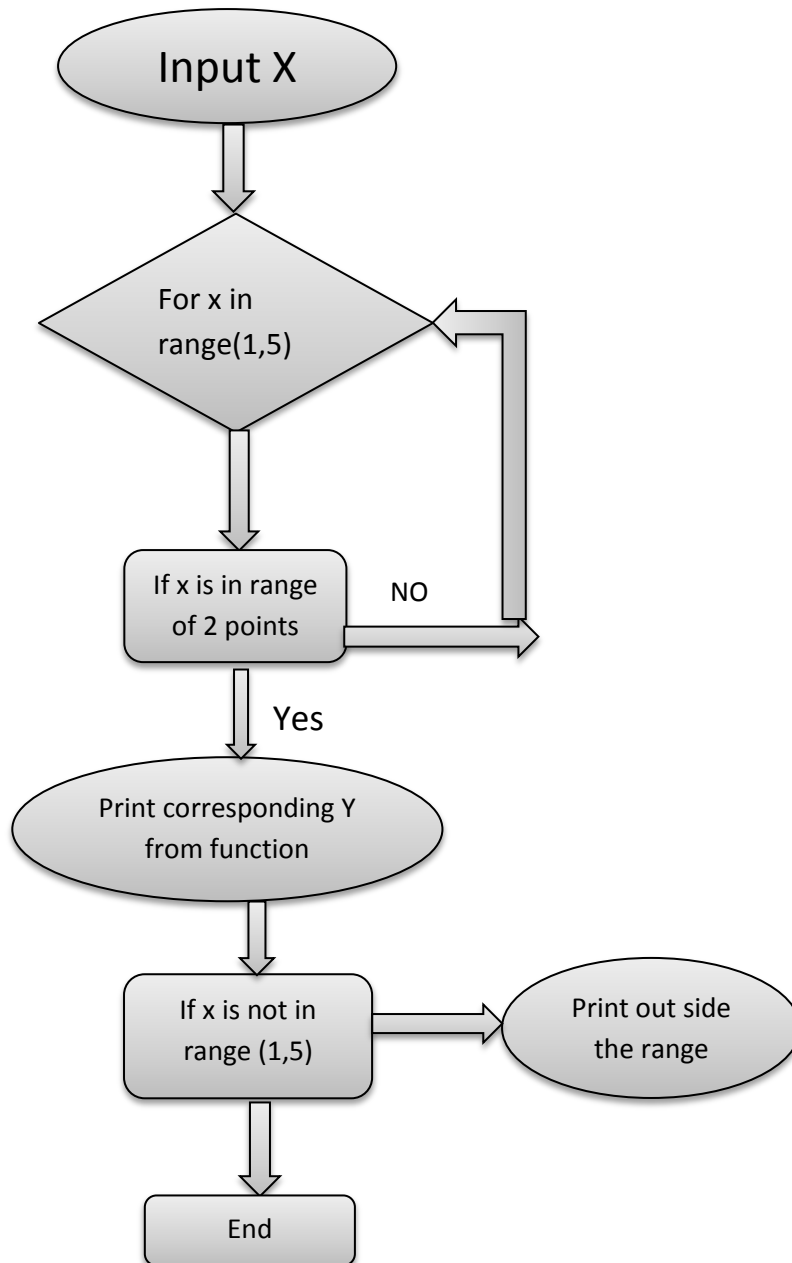 Input X
For x in
range(1,5)
If x is in range
of 2 points
NO
Yes
Print corresponding Y
from function
If x is not in
range (1,5)
Print out side
the range
End